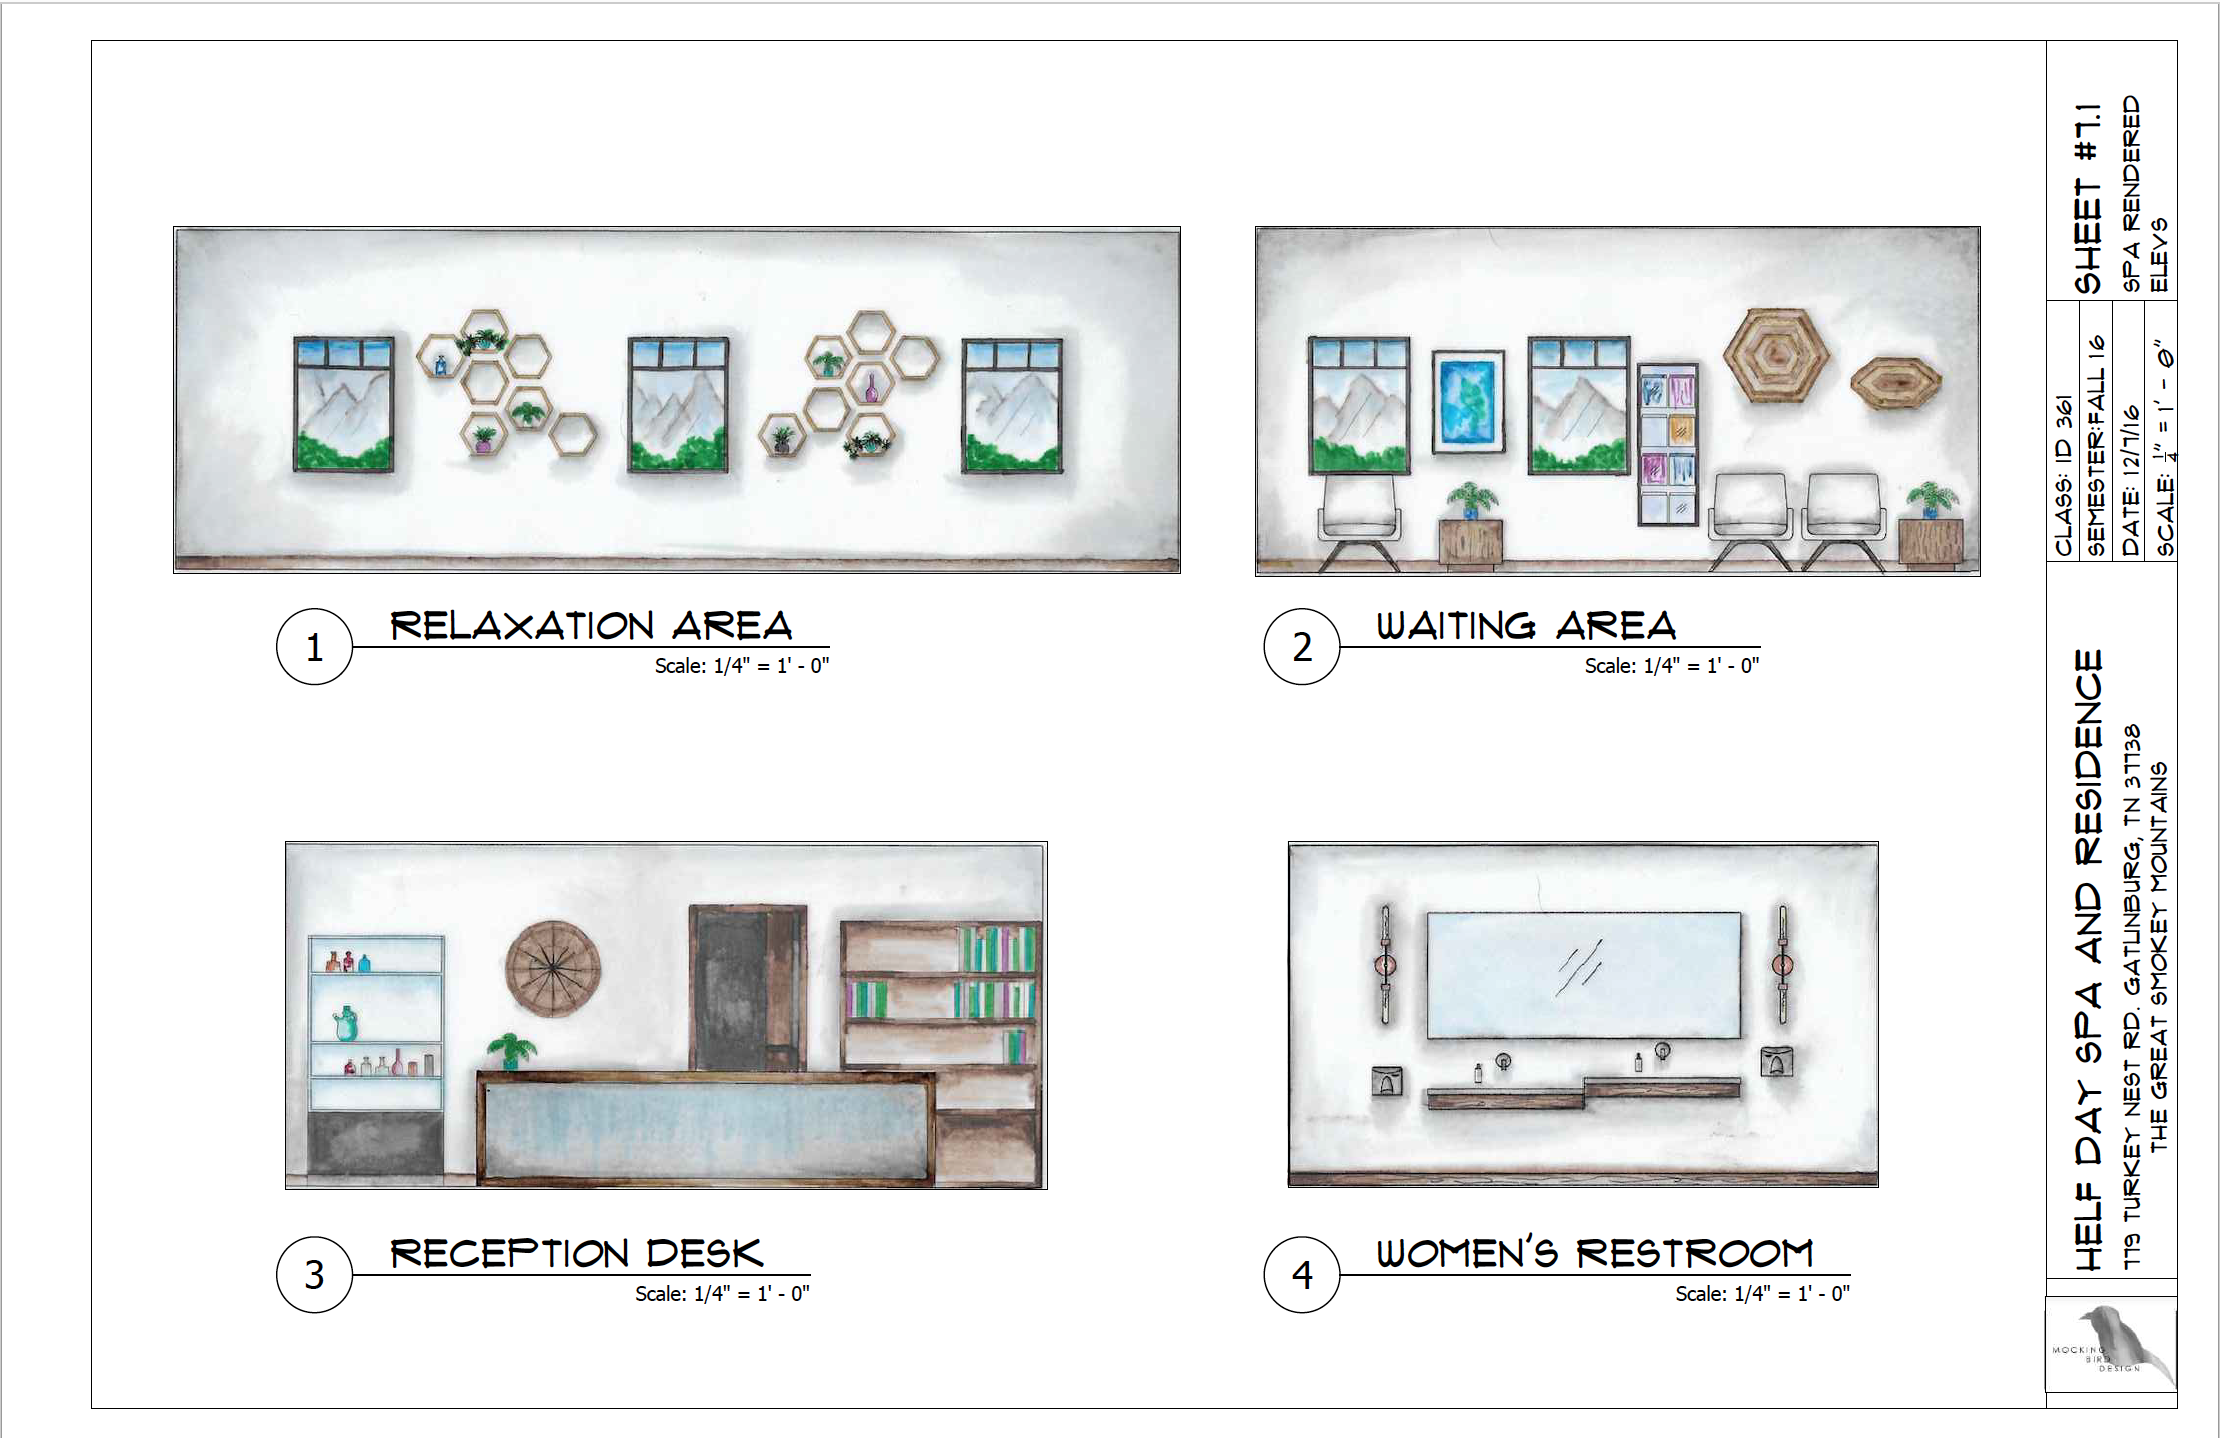 1
RELAXATION AREA
Scale: 1/4" = 1' - 0"
2
WAITING AREA
Scale: 1/4" = 1' - 0"
3
RECEPTION DESK
Scale: 1/4" = 1' - 0"
4
WOMEN'S RESTROOM
Scale: 1/4" = 1' - 0"
SHEET #7.1
SPA RENDERED
ELEVS
CLASS: ID 361
SEMESTER:FALL 16
DATE: 12/7/16
SCALE: 1/4" = 1' - 0"
HELF DAY SPA AND RESIDENCE
779 TURKEY NEST RD. GATLINBURG, TN 37738
THE GREAT SMOKEY MOUNTAINS
MOCKING
BIRD
DESIGN